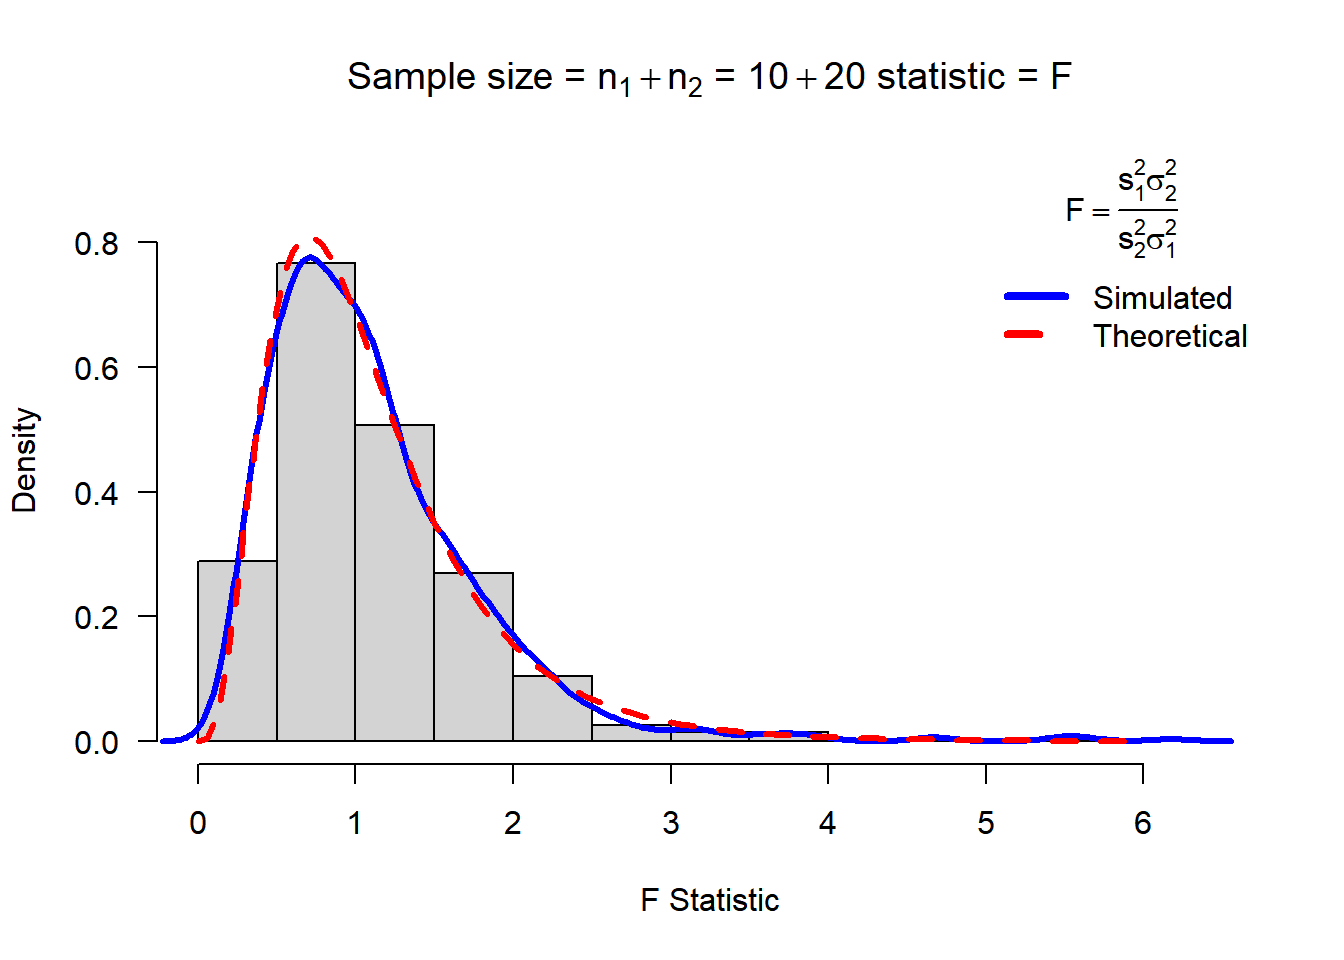 Sample size = n₁ + n₂ = 10 + 20 statistic = F
F = s₁²σ₂² / s₂²σ₁²
Simulated
Theoretical
Density
0.8
0.6
0.4
0.2
0.0
0 1 2 3 4 5 6
F Statistic